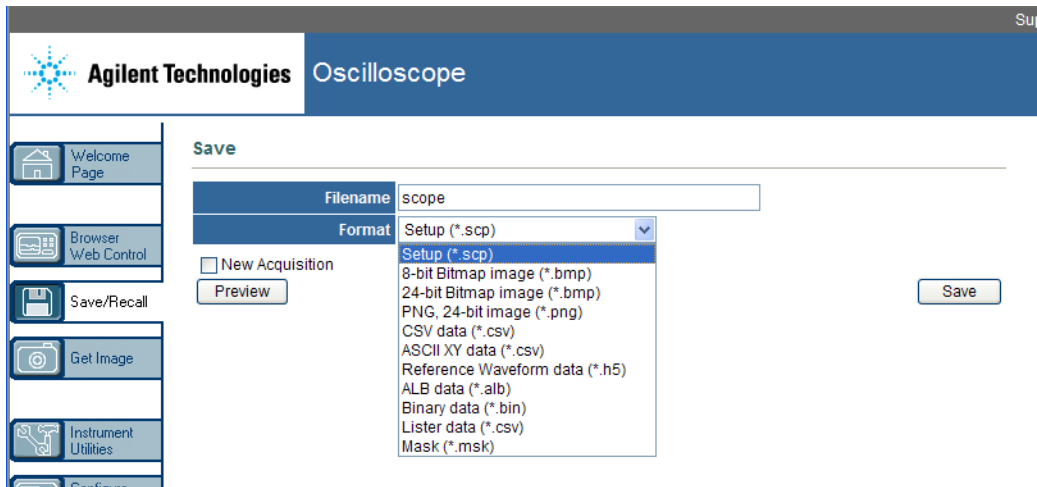 Su
Agilent Technologies
Oscilloscope
Welcome
Page
Browser
Web Control
Save/Recall
Get Image
Instrument
Utilities
Save
Filename scope
Format Setup (*.scp)
Setup (*.scp)
8-bit Bitmap image (*.bmp)
24-bit Bitmap image (*.bmp)
PNG, 24-bit image (*.png)
CSV data (*.csv)
ASCII XY data (*.csv)
Reference Waveform data (*.h5)
ALB data (*.alb)
Binary data (*.bin)
Lister data (*.csv)
Mask (*.msk)
New Acquisition
Preview
Save